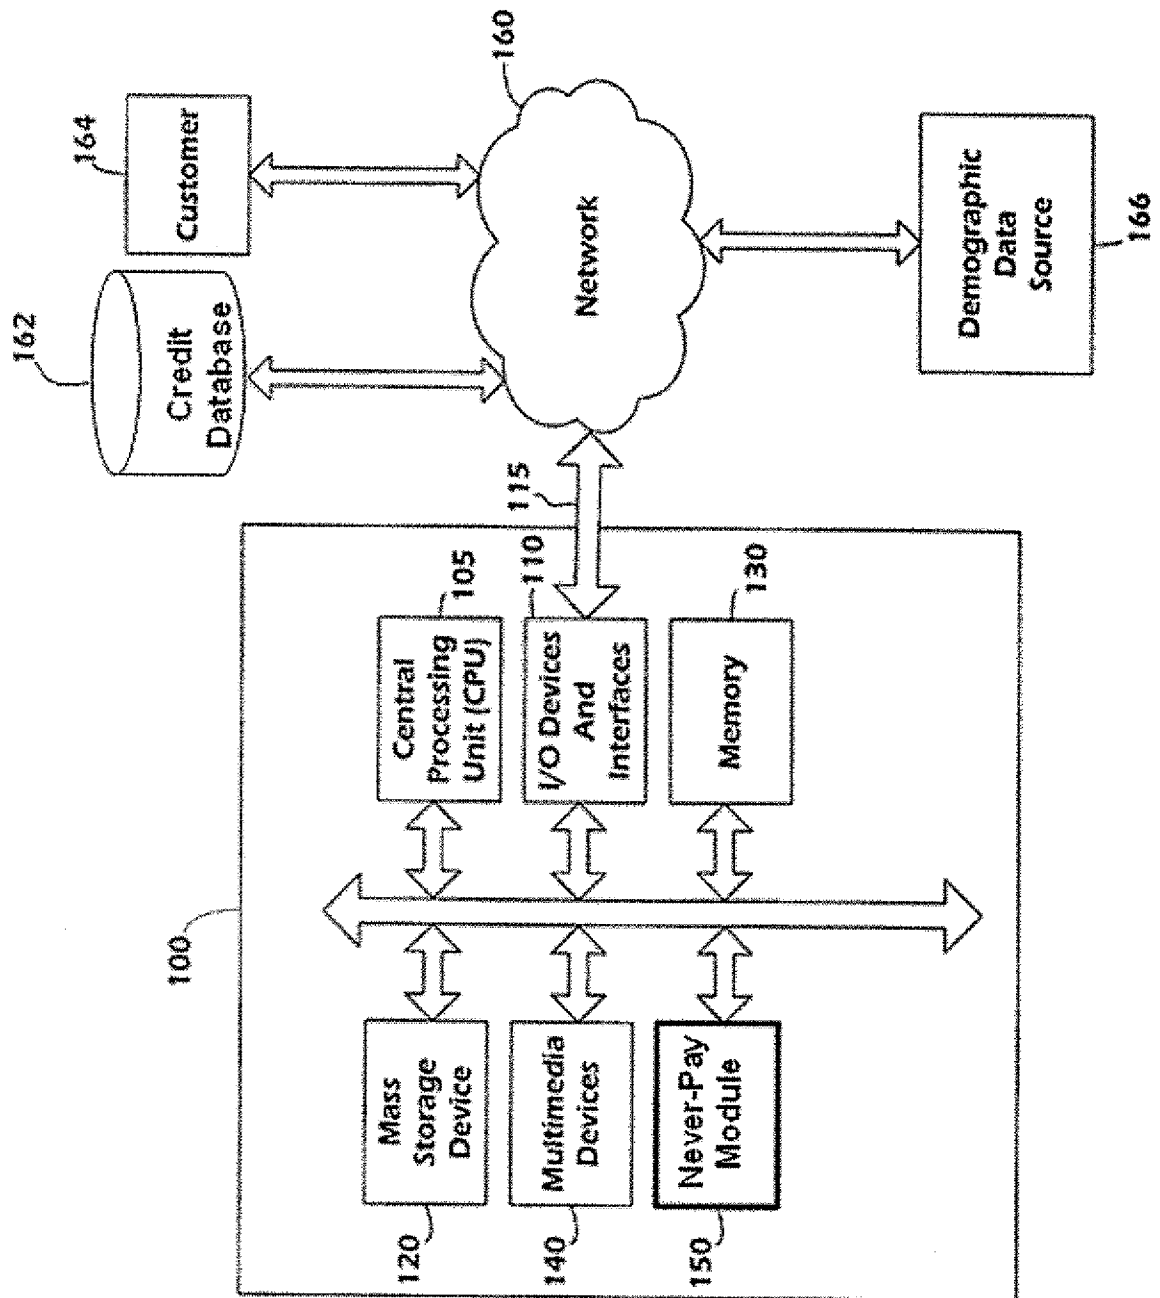 100
120
Mass
Storage
Device
140
Multimedia
Devices
150
Never-Pay
Module
Central
Processing
Unit (CPU)
105
I/O Devices
And
Interfaces
110
Memory
130
115
162
Credit
Database
164
Customer
160
Network
Demographic
Data
Source
166